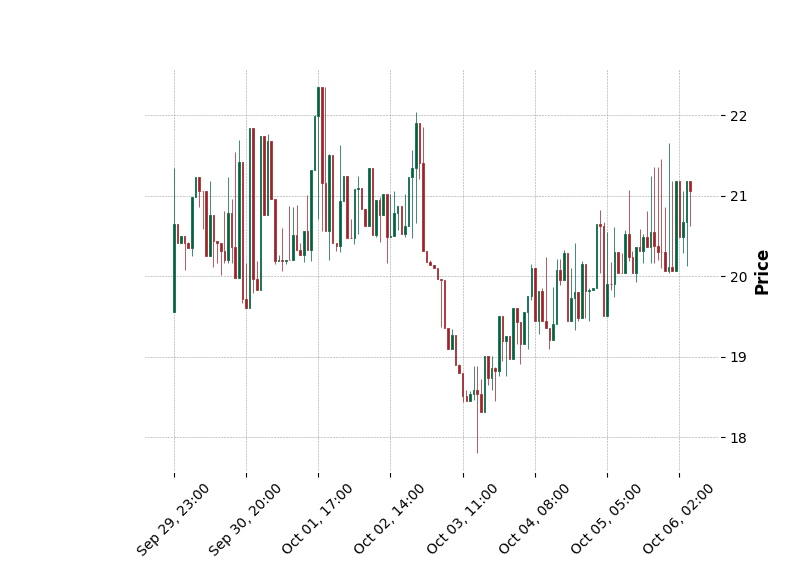 22
21
20
19
18
Price
Sep 29, 23:00
Sep 30, 20:00
Oct 01, 17:00
Oct 02, 14:00
Oct 03, 11:00
Oct 04, 08:00
Oct 05, 05:00
Oct 06, 02:00